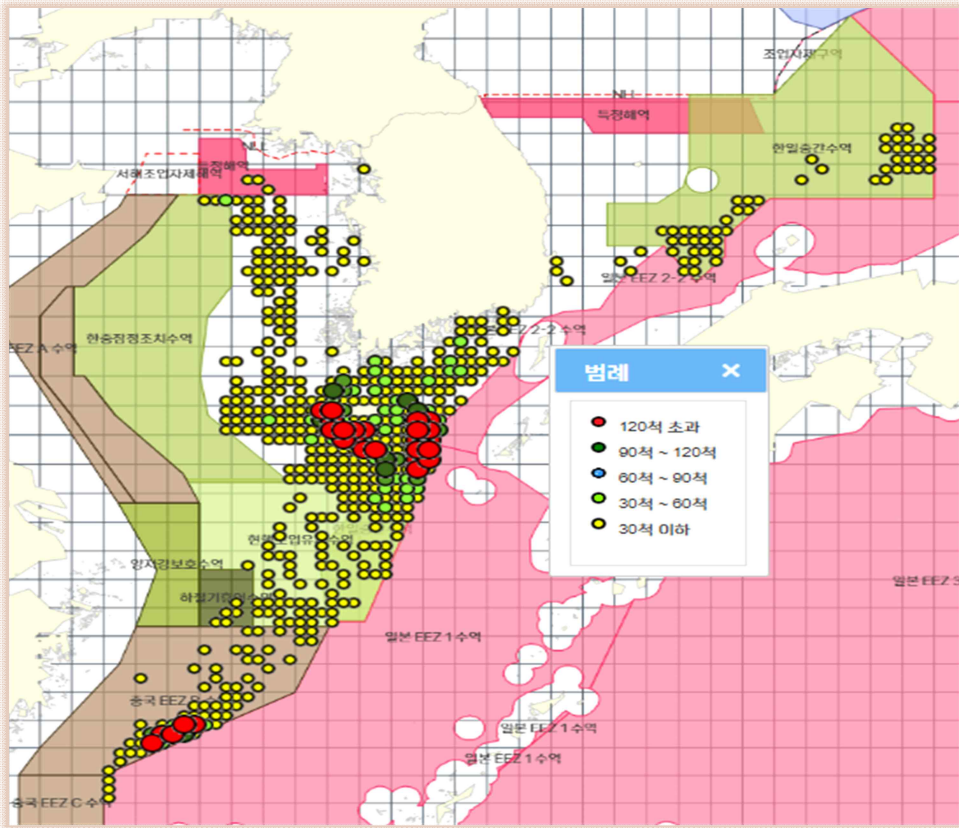 조업자제구역
NLL
특정해역
한일중간수역
NLL
특정해역
서해조업자제해역
일본 EEZ 2-2 수역
EEZ 2-2 수역
한중잠정조치수역
EEZ A 수역
범례
120척 초과
90척 ~ 120척
60척 ~ 90척
30척 ~ 60척
30척 이하
양자강보호수역
일본 EEZ 3
일본 EEZ 1 수역
중국 EEZ B 수
일본 EEZ 1 수역
일본 EEZ 1 수역
중국 EEZ C 수역